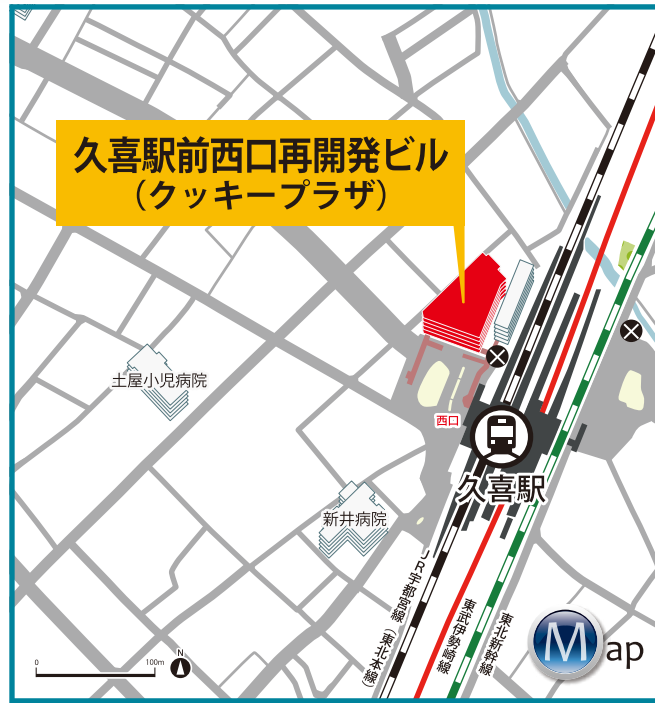 久喜駅前西口再開発ビル
（クッキープラザ）
土屋小児病院
西口
久喜駅
新井病院
JR宇都宮線（東北本線）
東武伊勢崎線
東北新幹線
0 100m
N
Map